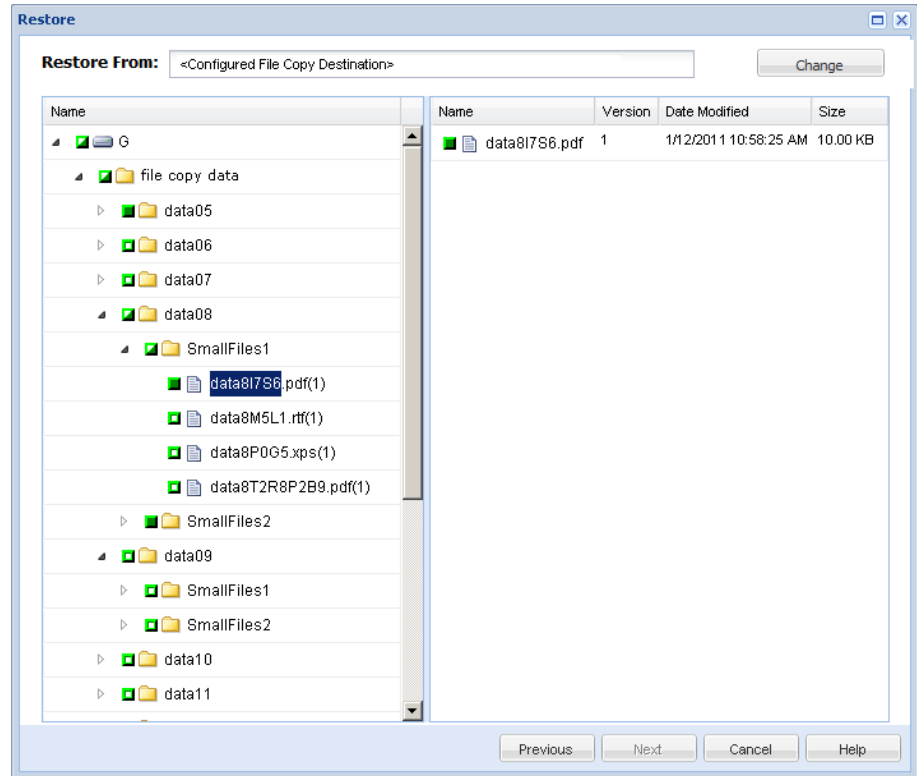 Restore
Restore From: <Configured File Copy Destination> Change
Name
G
file copy data
data05
data06
data07
data08
SmallFiles1
data8I7S6.pdf(1)
data8M5L1.rtf(1)
data8P0G5.xps(1)
data8T2R8P2B9.pdf(1)
SmallFiles2
data09
SmallFiles1
SmallFiles2
data10
data11
Name Version Date Modified Size
data8I7S6.pdf 1 1/12/2011 10:58:25 AM 10.00 KB
Previous Next Cancel Help